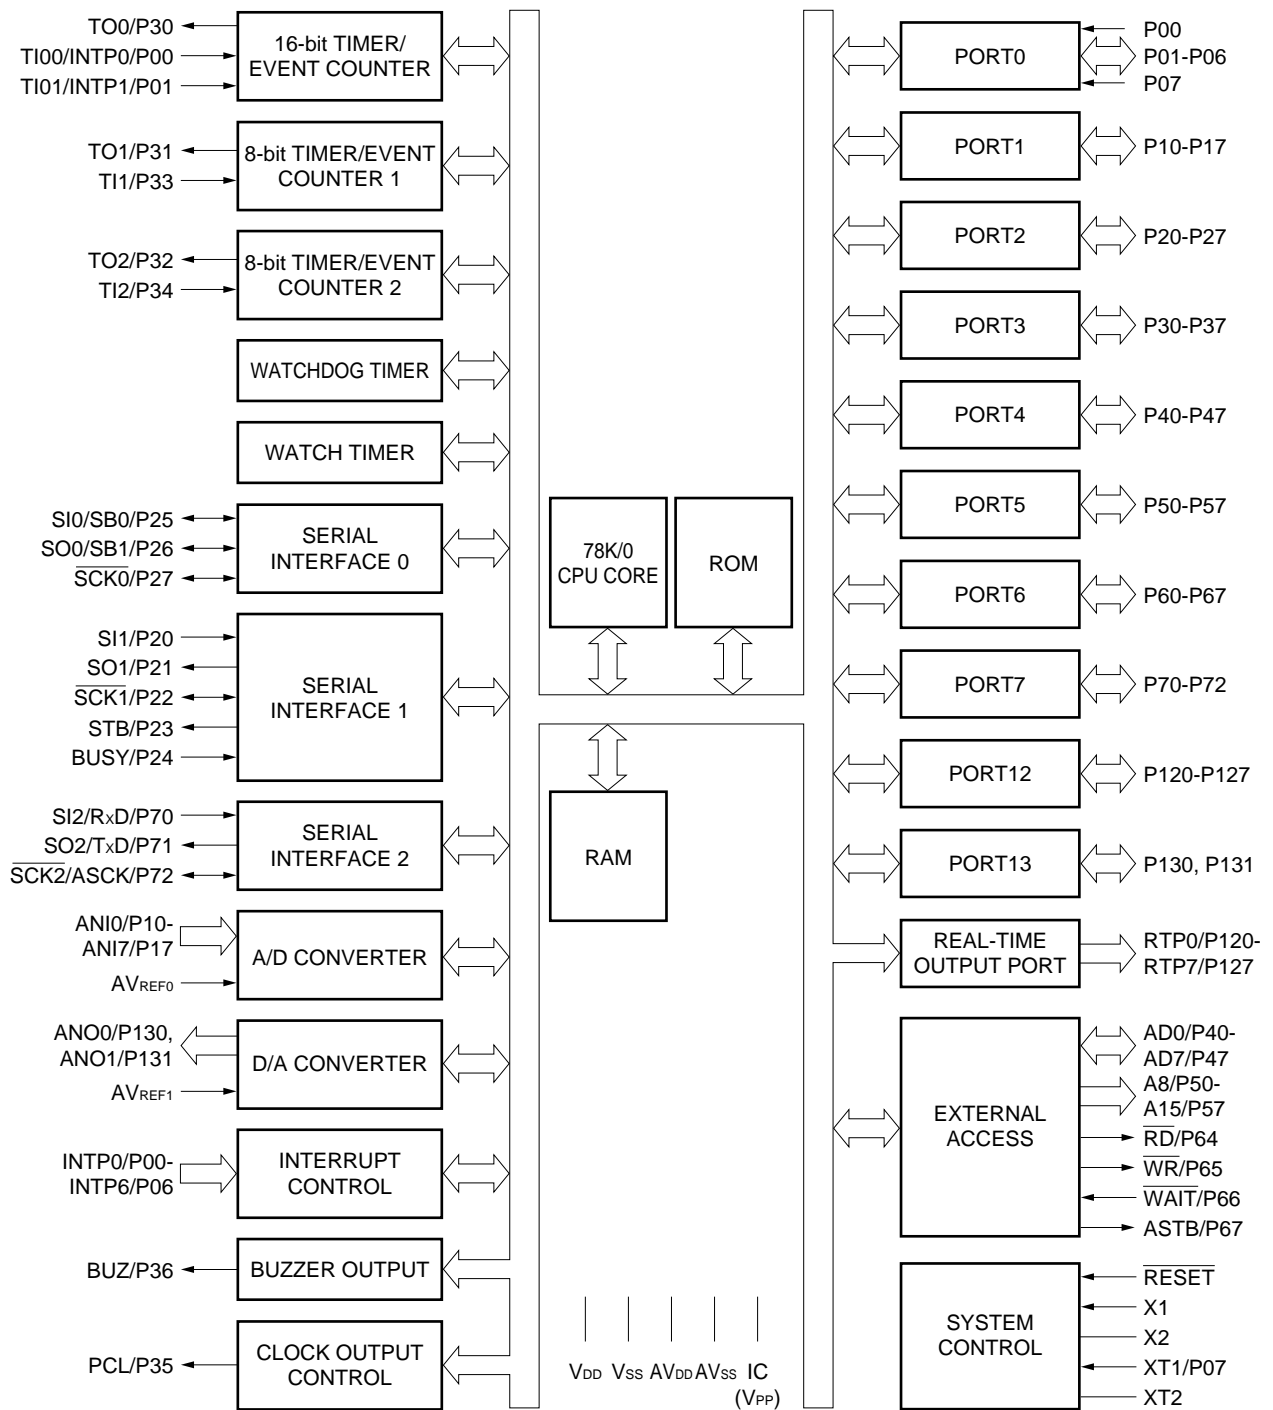 TO0/P30
TI00/INTP0/P00
TI01/INTP1/P01
16-bit TIMER/
EVENT COUNTER
TO1/P31
TI1/P33
8-bit TIMER/EVENT
COUNTER 1
TO2/P32
TI2/P34
8-bit TIMER/EVENT
COUNTER 2
WATCHDOG TIMER
WATCH TIMER
SI0/SB0/P25
SO0/SB1/P26
SCK0/P27
SERIAL
INTERFACE 0
SI1/P20
SO1/P21
SCK1/P22
STB/P23
BUSY/P24
SERIAL
INTERFACE 1
SI2/RxD/P70
SO2/TxD/P71
SCK2/ASCK/P72
SERIAL
INTERFACE 2
ANI0/P10-
ANI7/P17
AVREF0
A/D CONVERTER
ANO0/P130,
ANO1/P131
AVREF1
D/A CONVERTER
INTP0/P00-
INTP6/P06
INTERRUPT
CONTROL
BUZ/P36
BUZZER OUTPUT
PCL/P35
CLOCK OUTPUT
CONTROL
78K/0
CPU CORE
ROM
RAM
VDD VSS AVDD AVSS IC
(VPP)
PORT0
P00
P01-P06
P07
PORT1
P10-P17
PORT2
P20-P27
PORT3
P30-P37
PORT4
P40-P47
PORT5
P50-P57
PORT6
P60-P67
PORT7
P70-P72
PORT12
P120-P127
PORT13
P130, P131
REAL-TIME
OUTPUT PORT
RTP0/P120-
RTP7/P127
EXTERNAL
ACCESS
AD0/P40-
AD7/P47
A8/P50-
A15/P57
RD/P64
WR/P65
WAIT/P66
ASTB/P67
SYSTEM
CONTROL
RESET
X1
X2
XT1/P07
XT2